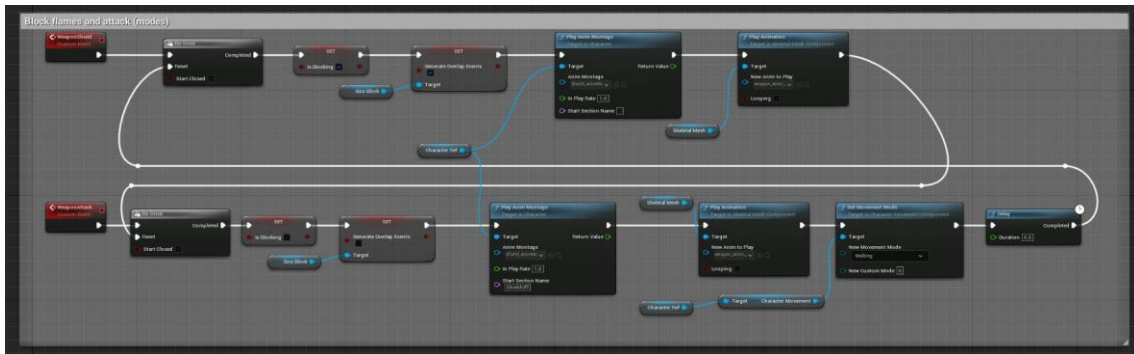 Block flames and attack (modes)
WeaponShield
Custom Event
Do Once
Completed
Reset
Start Closed
SET
Is Blocking
SET
Generate Overlap Events
Target
Box Block
Play Anim Montage
Target is Character
Target
Return Value
Anim Montage
In Play Rate 1.0
Start Section Name
Play Animation
Target is Skeletal Mesh Component
Target
New Anim to Play
Looping
Skeletal Mesh
Character Ref
WeaponAttack
Custom Event
Do Once
Completed
Reset
Start Closed
SET
Is Blocking
SET
Generate Overlap Events
Target
Box Block
Play Anim Montage
Target is Character
Target
Return Value
Anim Montage
In Play Rate 1.0
Start Section Name
Skeletal Mesh
Play Animation
Target is Skeletal Mesh Component
Target
New Anim to Play
Looping
Character Ref
Target
Character Movement
Set Movement Mode
Target is Character Movement Component
Target
New Movement Mode
Walking
New Custom Mode
Delay
Completed
Duration